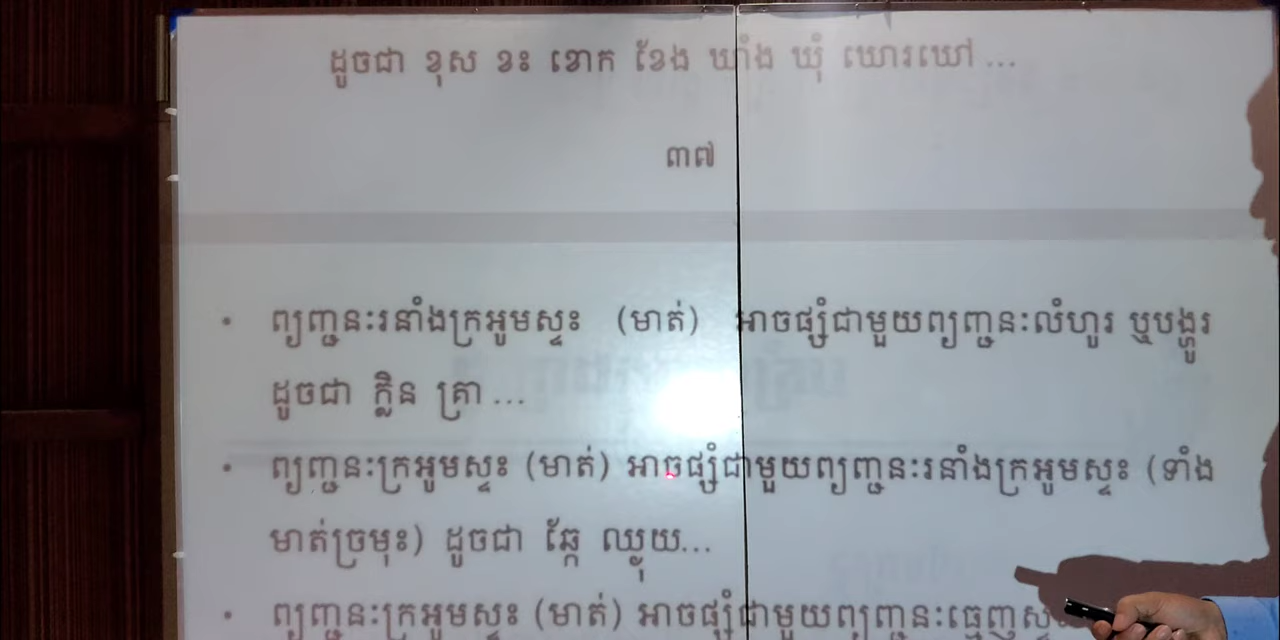 ដូចជា ខុស ខះ ខោក ខែង ឃាំង ឃុំ ឃោរឃៅ ...
៣៧
• ព្យញ្ជនៈរនាំងក្រអូមស្ទះ (មាត់) អាចផ្សំជាមួយព្យញ្ជនៈលំហូរ ឬបង្ហូរ
ដូចជា ក្លិន ត្រា ...
• ព្យញ្ជនៈក្រអូមស្ទះ (មាត់) អាចផ្សំជាមួយព្យញ្ជនៈរនាំងក្រអូមស្ទះ (ទាំង
មាត់ច្រមុះ) ដូចជា ឆ្កែ ឈ្លុយ...
• ព្យញ្ជនៈក្រអូមស្ទះ (មាត់) អាចផ្សំជាមួយព្យញ្ជនៈធ្មេញ